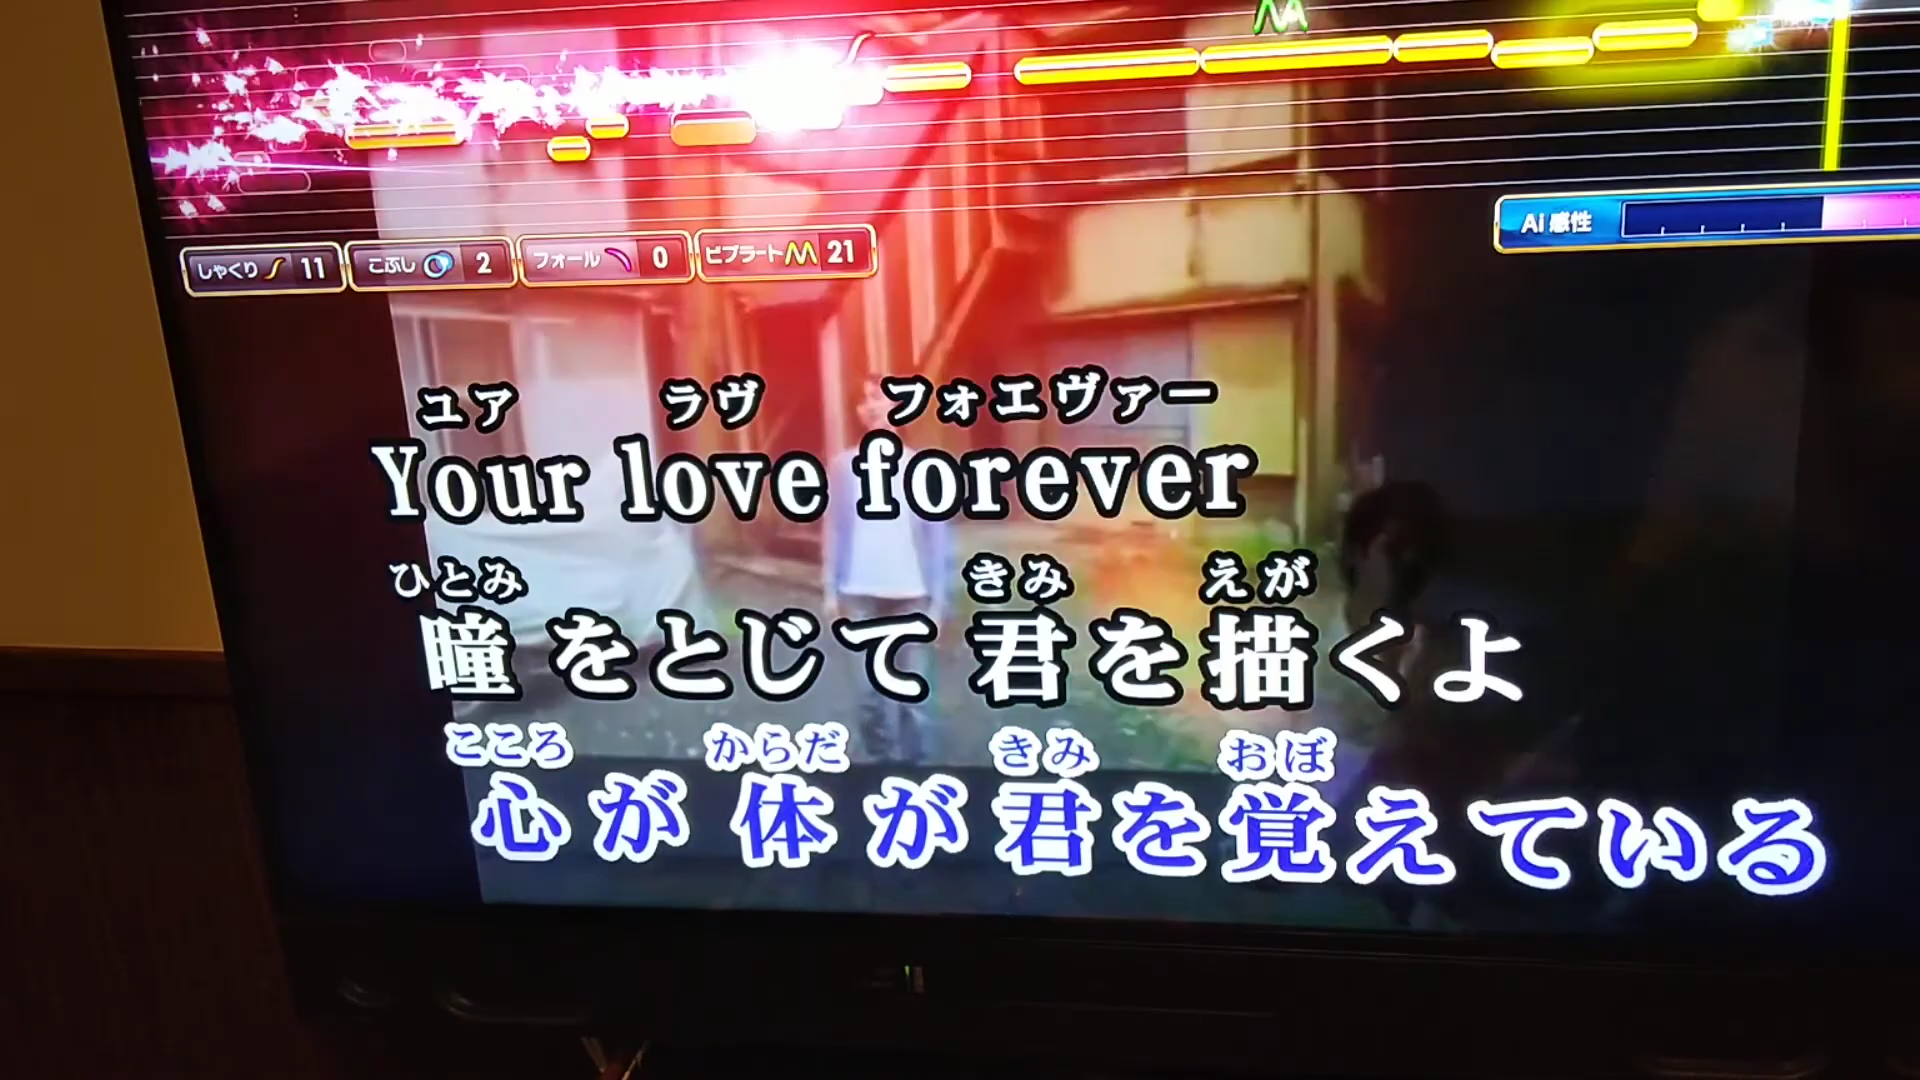 しゃくり 11 こぶし 2 フォール 0 ビブラート 21
Ai 感性
ユア ラヴ フォエヴァー
Your love forever
ひとみ きみ えが
瞳をとじて 君を描くよ
こころ からだ きみ おぼ
心が 体が 君を覚えている